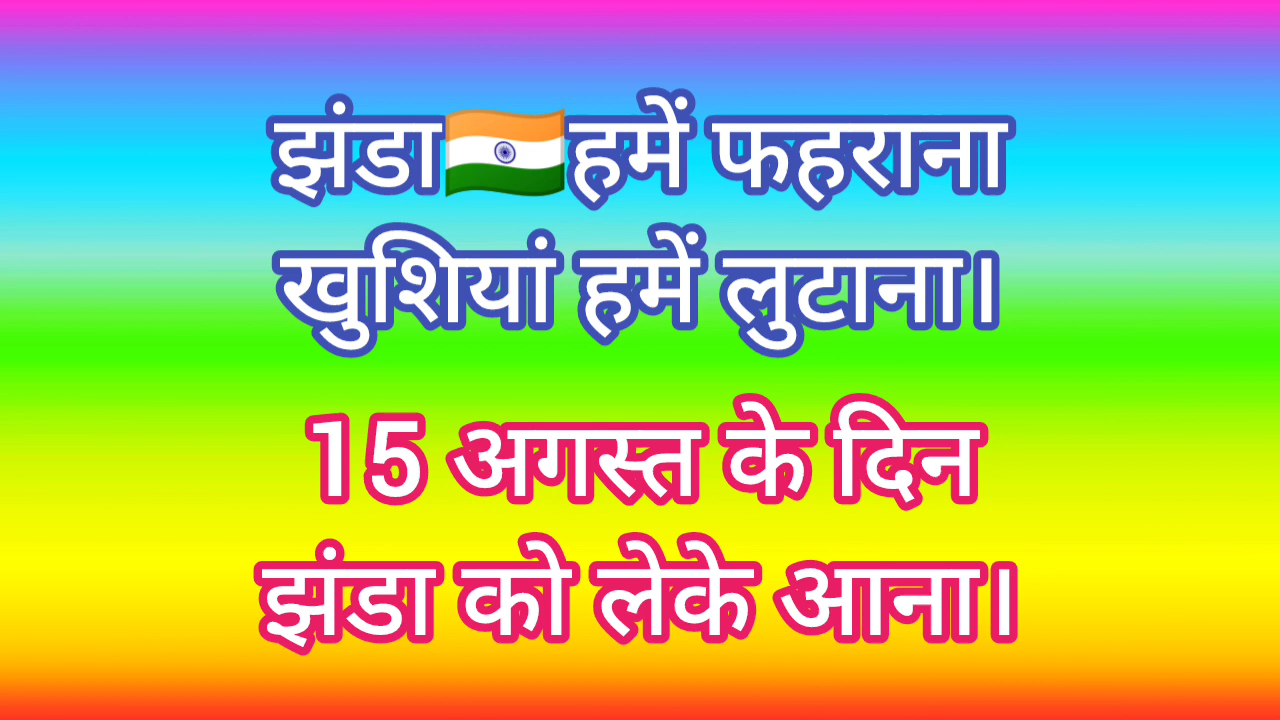 झंडा🇮🇳हमें फहराना
खुशियां हमें लुटाना।
15 अगस्त के दिन
झंडा को लेके आना।